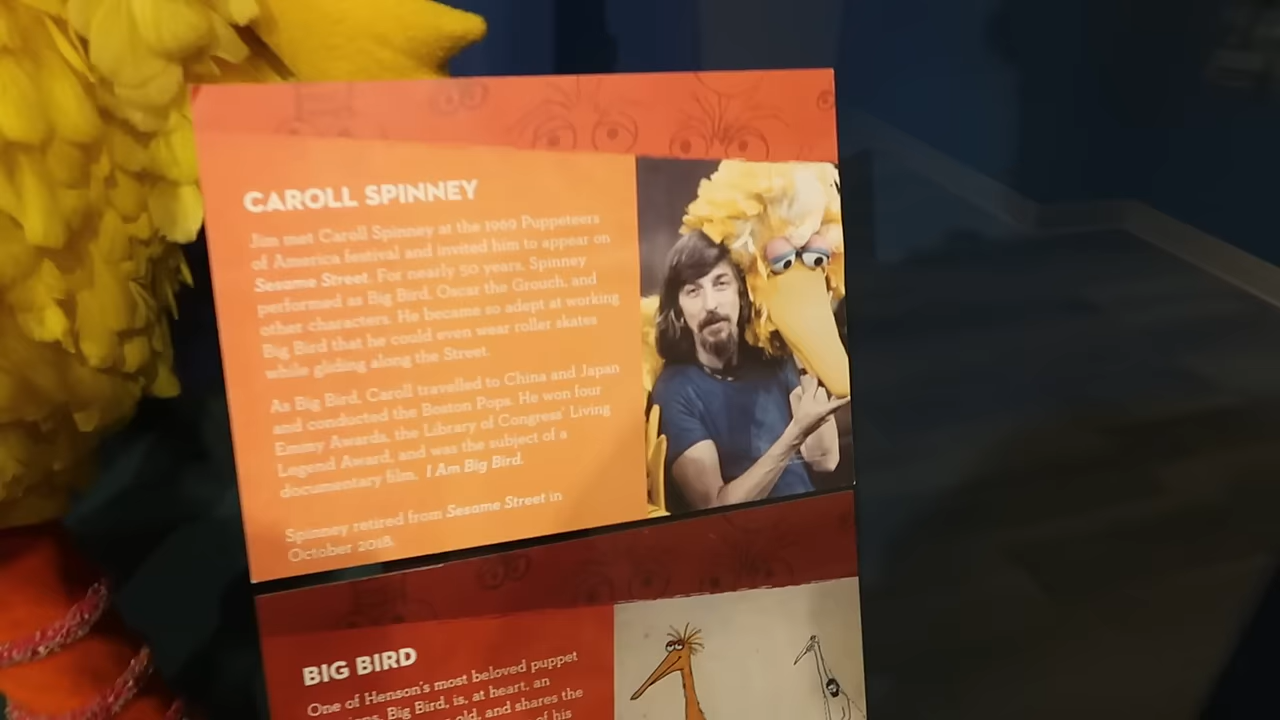 CAROLL SPINNEY
Jim met Caroll Spinney at the 1969 Puppeteers
of America festival and invited him to appear on
Sesame Street. For nearly 50 years, Spinney
performed as Big Bird, Oscar the Grouch, and
other characters. He became so adept at working
Big Bird that he could even wear roller skates
while gliding along the Street.
As Big Bird, Caroll travelled to China and Japan
and conducted the Boston Pops. He won four
Emmy Awards, the Library of Congress' Living
Legend Award, and was the subject of a
documentary film, I Am Big Bird.
Spinney retired from Sesame Street in
October 2018.
BIG BIRD
One of Henson's most beloved puppet
Big Bird, is, at heart, an
old, and shares the
of his